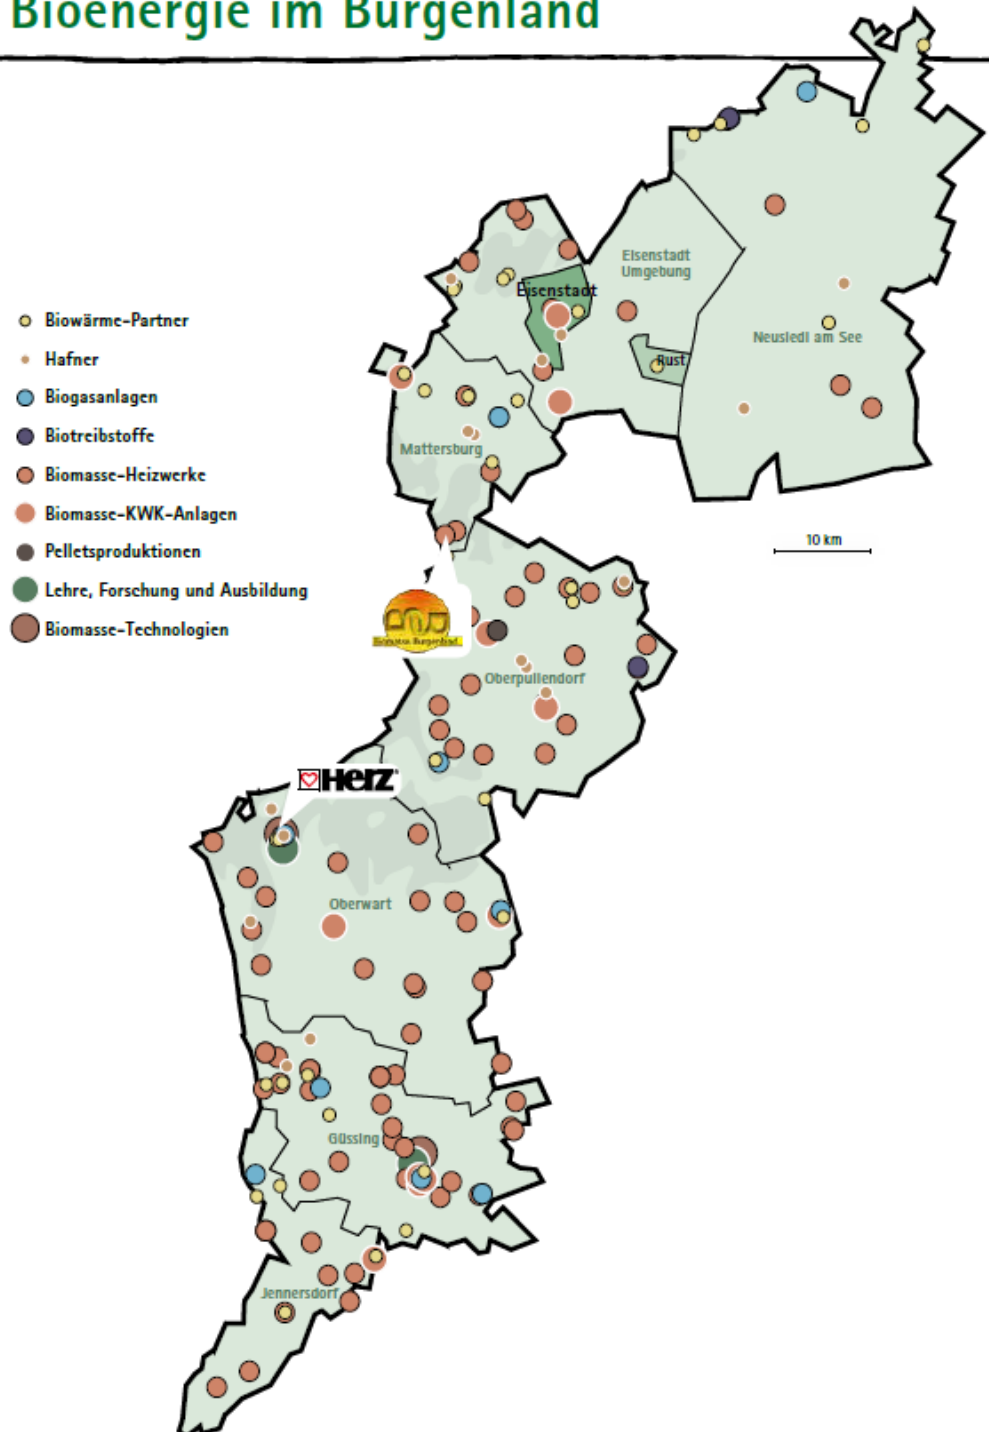 Bioenergie im Burgenland
Eisenstadt
Umgebung
Eisenstadt
Biowärme-Partner
Neusiedl am See
Hafner
Rust
Biogasanlagen
Biotreibstoffe
Mattersburg
Biomasse-Heizwerke
Biomasse-KWK-Anlagen
10 km
Pelletsproduktionen
Lehre, Forschung und Ausbildung
Biomasse-Technologien
Oberpullendorf
Herz
Oberwart
Güssing
Jennersdorf